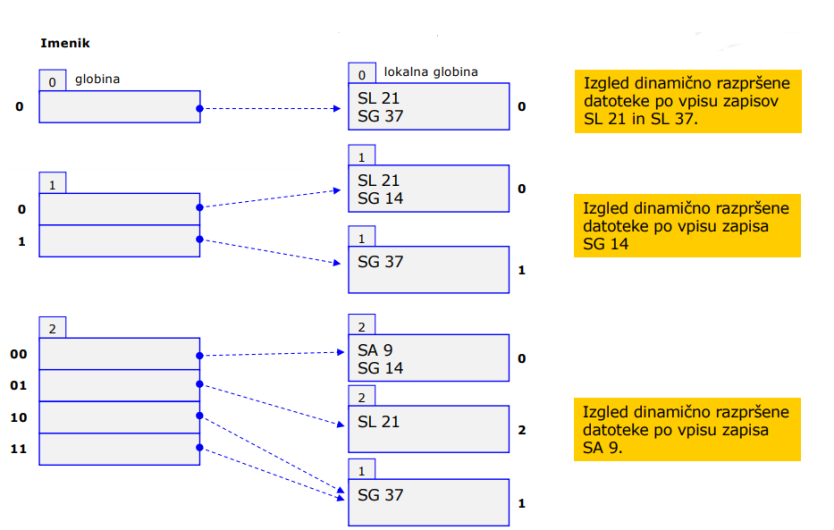 Imenik
0 globina
0
0 lokalna globina
SL 21
SG 37
0
Izgled dinamično razpršene
datoteke po vpisu zapisov
SL 21 in SL 37.
1
0
1
1
SL 21
SG 14
0
1
SG 37
1
Izgled dinamično razpršene
datoteke po vpisu zapisa
SG 14
2
00
01
10
11
2
SA 9
SG 14
0
2
SL 21
2
1
SG 37
1
Izgled dinamično razpršene
datoteke po vpisu zapisa
SA 9.